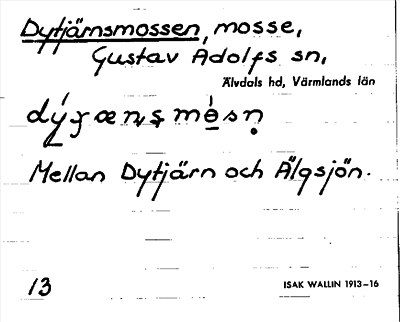 Dytjärnsmossen, mosse,
Gustav Adolfs sn,
Älvdals hd, Värmlands län
Mellan Dytjärn och Älgsjön.
13
ISAK WALLIN 1913–16